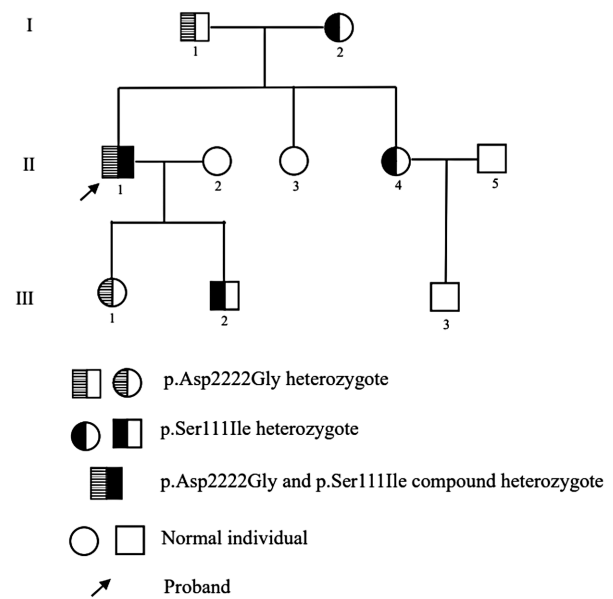 I
1
2
II
1
2
3
4
5
III
1
2
3
p.Asp2222Gly heterozygote
p.Ser111Ile heterozygote
p.Asp2222Gly and p.Ser111Ile compound heterozygote
Normal individual
Proband